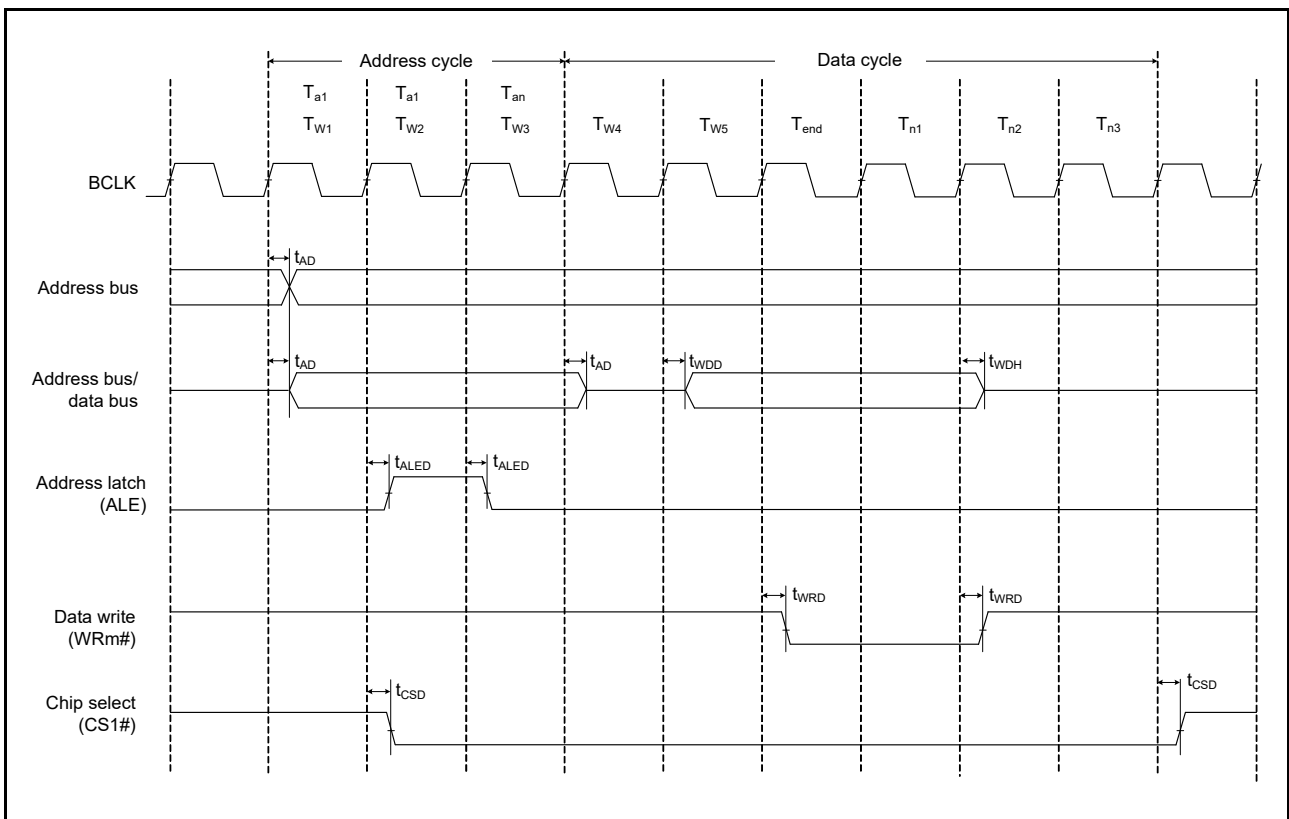 Address cycle Data cycle
Ta1 Ta1 Tan
TW1 TW2 TW3 TW4 TW5 Tend Tn1 Tn2 Tn3
BCLK
tAD
Address bus
tAD tAD tWDD tWDH
Address bus/
data bus
tALED tALED
Address latch
(ALE)
tWRD tWRD
Data write
(WRm#)
tCSD tCSD
Chip select
(CS1#)